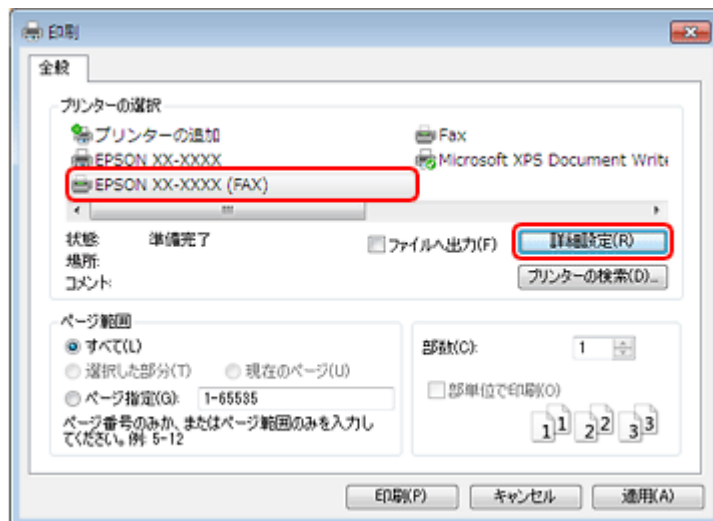 印刷
全般
プリンターの選択
プリンターの追加
Fax
EPSON XX-XXXX
Microsoft XPS Document Write
EPSON XX-XXXX (FAX)
状態: 準備完了
ファイルへ出力(F)
詳細設定(R)
場所:
コメント:
プリンターの検索(D)...
ページ範囲
すべて(L)
選択した部分(T)
現在のページ(U)
ページ指定(G):
1-65535
ページ番号のみか、またはページ範囲のみを入力し
てください。例: 5-12
部数(C):
1
部単位で印刷(O)
1 1 2 2 3 3
印刷(P)
キャンセル
適用(A)